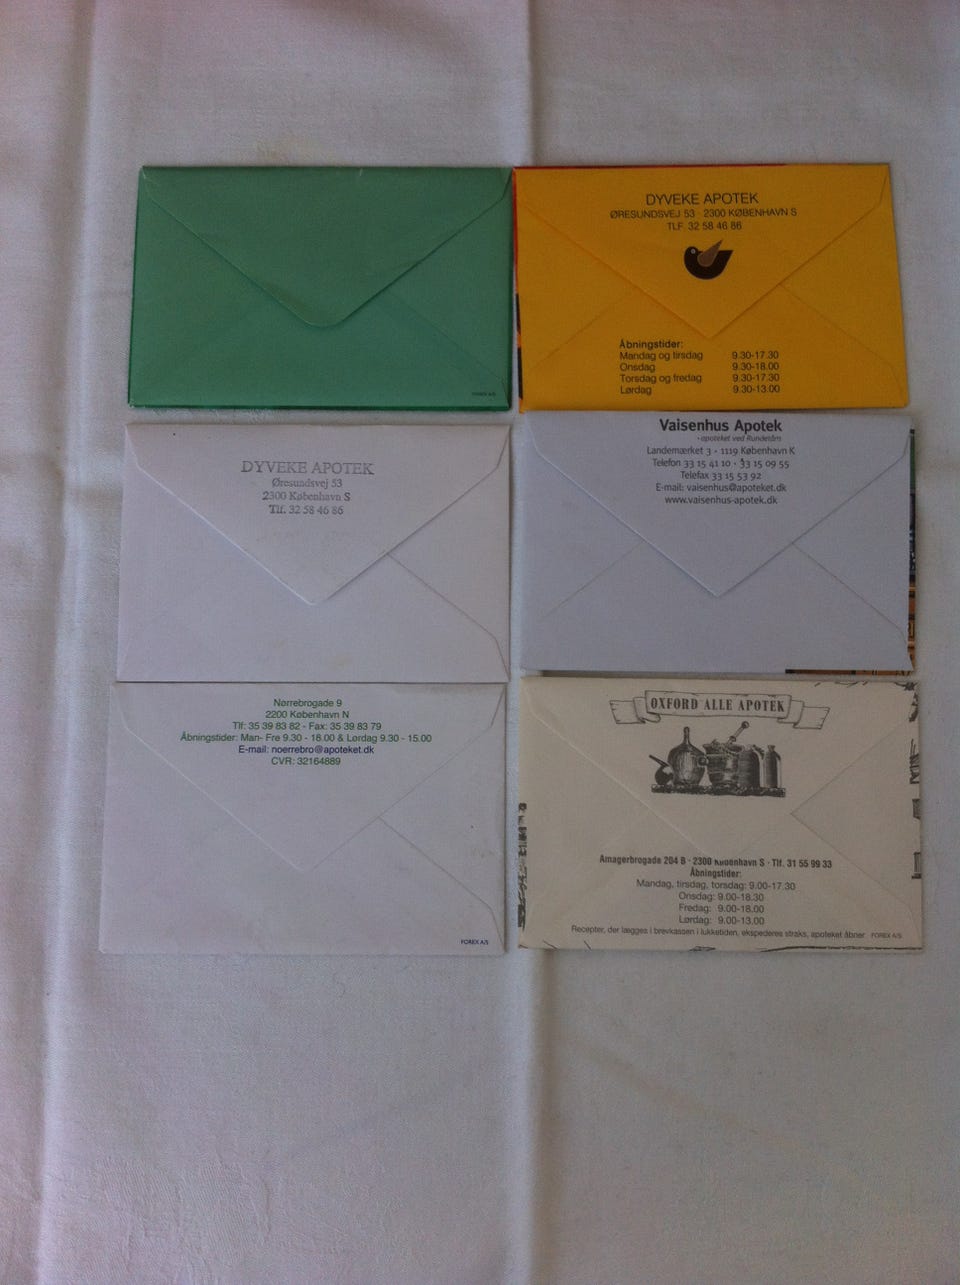 FOREX A/S
DYVEKE APOTEK
ØRESUNDSVEJ 53 · 2300 KØBENHAVN S
TLF. 32 58 46 86
Åbningstider:
Mandag og tirsdag 9.30-17.30
Onsdag 9.30-18.00
Torsdag og fredag 9.30-17.30
Lørdag 9.30-13.00
DYVEKE APOTEK
Øresundsvej 53
2300 København S
Tlf. 32 58 46 86
Vaisenhus Apotek
- apoteket ved Rundetårn
Landemærket 3 • 1119 København K
Telefon 33 15 41 10 • 33 15 09 55
Telefax 33 15 53 92
E-mail: vaisenhus@apoteket.dk
www.vaisenhus-apotek.dk
Nørrebrogade 9
2200 København N
Tlf: 35 39 83 82 - Fax: 35 39 83 79
Åbningstider: Man- Fre 9.30 - 18.00 & Lørdag 9.30 - 15.00
E-mail: noerrebro@apoteket.dk
CVR: 32164889
FOREX A/S
OXFORD ALLE APOTEK
Amagerbrogade 204 B · 2300 København S · Tlf. 31 55 99 33
Åbningstider:
Mandag, tirsdag, torsdag: 9.00-17.30
Onsdag: 9.00-18.30
Fredag: 9.00-18.00
Lørdag: 9.00-13.00
Recepter, der lægges i brevkassen i lukketiden, ekspederes straks, apoteket åbner FOREX A/S